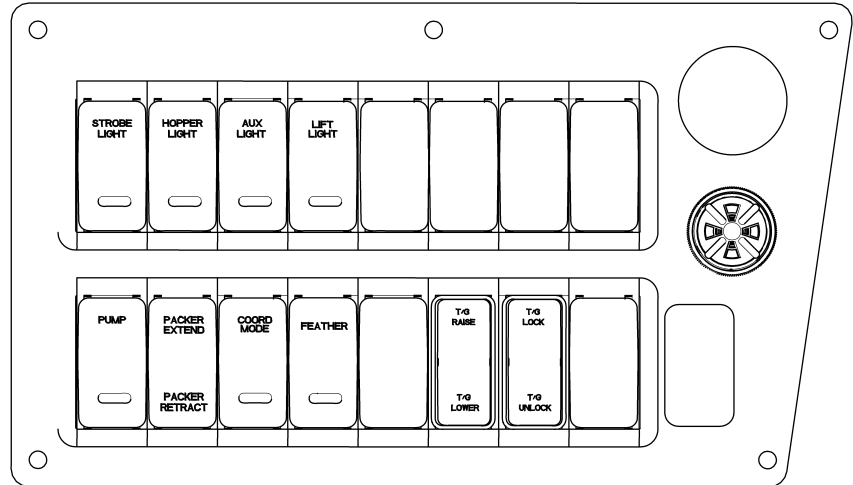 STROBE
LIGHT
HOPPER
LIGHT
AUX
LIGHT
LIFT
LIGHT
PUMP
PACKER
EXTEND
PACKER
RETRACT
COORD
MODE
FEATHER
T/G
RAISE
T/G
LOWER
T/G
LOCK
T/G
UNLOCK